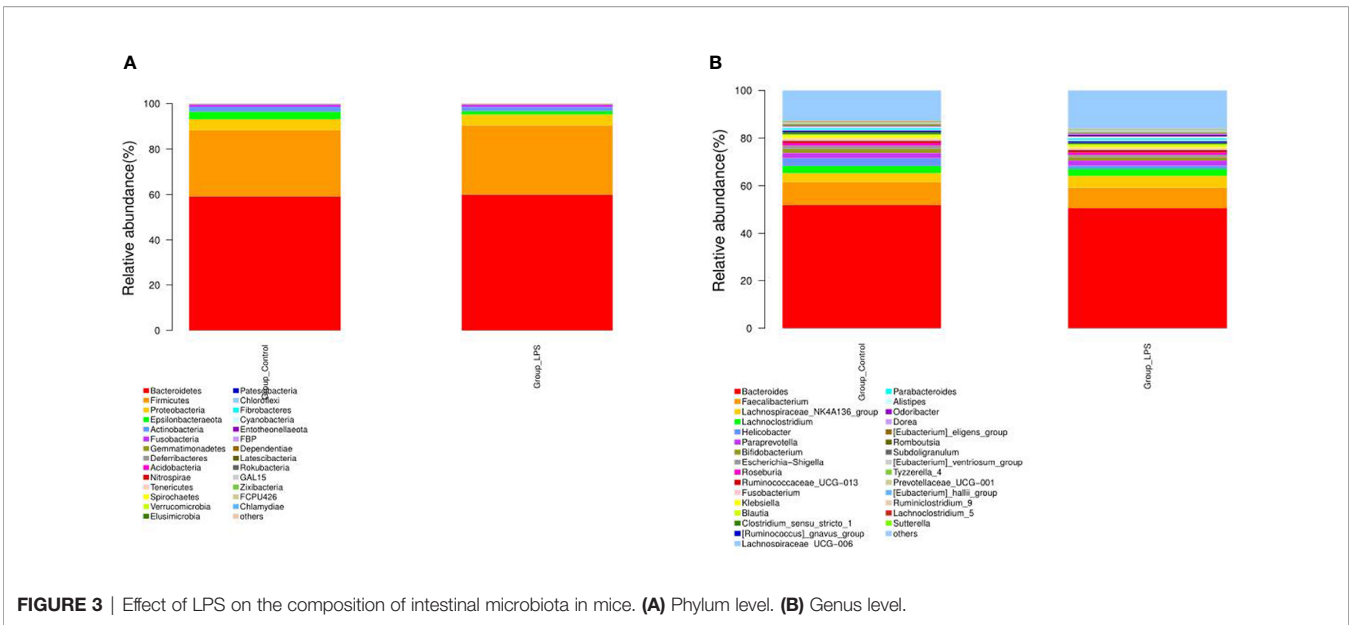 A
B
Relative abundance(%)
100
80
60
40
20
0
Group_Control
Group_LPS
Bacteroidetes
Firmicutes
Proteobacteria
Epsilonbacteraeota
Actinobacteria
Fusobacteria
Gemmatimonadetes
Deferribacteres
Acidobacteria
Nitrospirae
Tenericutes
Spirochaetes
Verrucomicrobia
Elusimicrobia
Patescibacteria
Chloroflexi
Fibrobacteres
Cyanobacteria
Entotheonellaeota
FBP
Dependentiae
Latescibacteria
Rokubacteria
GAL15
Zixibacteria
FCPU426
Chlamydiae
others
Relative abundance(%)
100
80
60
40
20
0
Group_Control
Group_LPS
Bacteroides
Faecalibacterium
Lachnospiraceae_NK4A136_group
Lachnoclostridium
Helicobacter
Paraprevotella
Bifidobacterium
Escherichia-Shigella
Roseburia
Ruminococcaceae_UCG-013
Fusobacterium
Klebsiella
Blautia
Clostridium_sensu_stricto_1
[Ruminococcus]_gnavus_group
Lachnospiraceae_UCG-006
Parabacteroides
Alistipes
Odoribacter
Dorea
[Eubacterium]_eligens_group
Romboutsia
Subdoligranulum
[Eubacterium]_ventriosum_group
Tyzzerella_4
Prevotellaceae_UCG-001
[Eubacterium]_hallii_group
Ruminiclostridium_9
Lachnoclostridium_5
Sutterella
others
FIGURE 3 | Effect of LPS on the composition of intestinal microbiota in mice. (A) Phylum level. (B) Genus level.